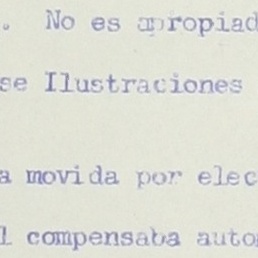 . No es apropiad
se Ilustraciones
a movida por elec
l compensaba auto